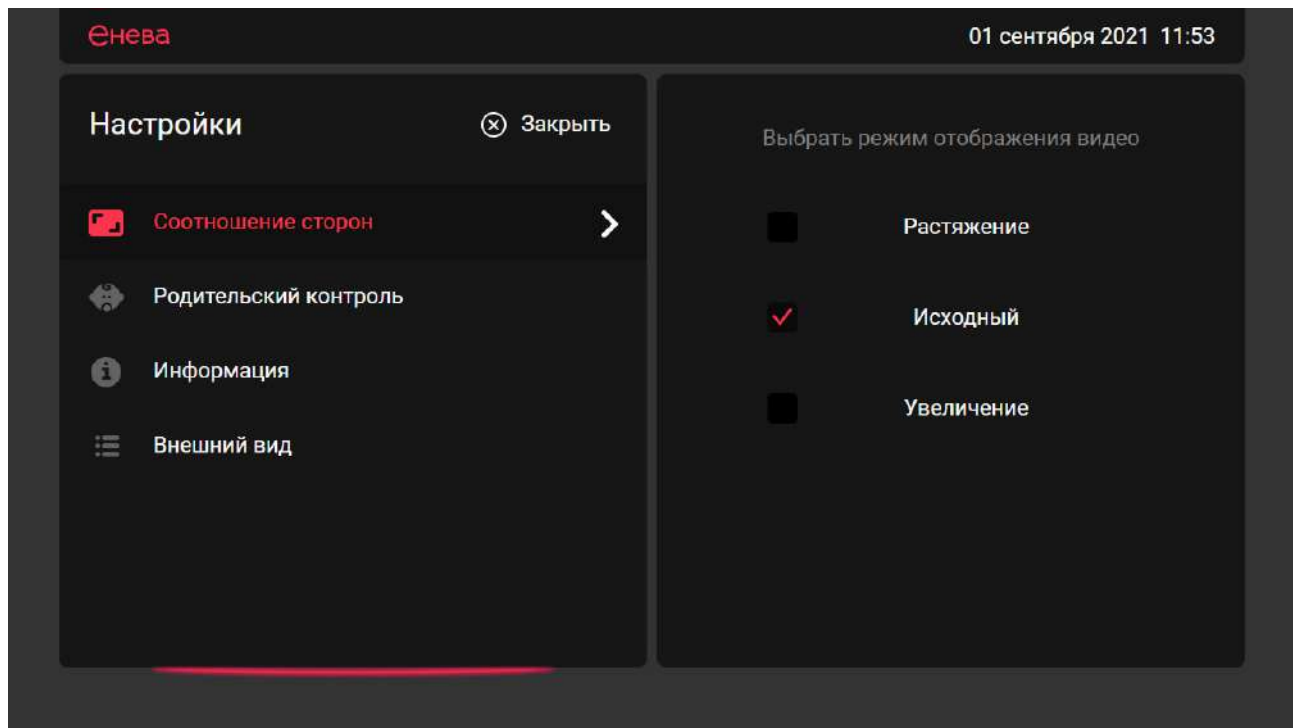 енева
01 сентября 2021 11:53
Настройки
Закрыть
Соотношение сторон
Родительский контроль
Информация
Внешний вид
Выбрать режим отображения видео
Растяжение
Исходный
Увеличение